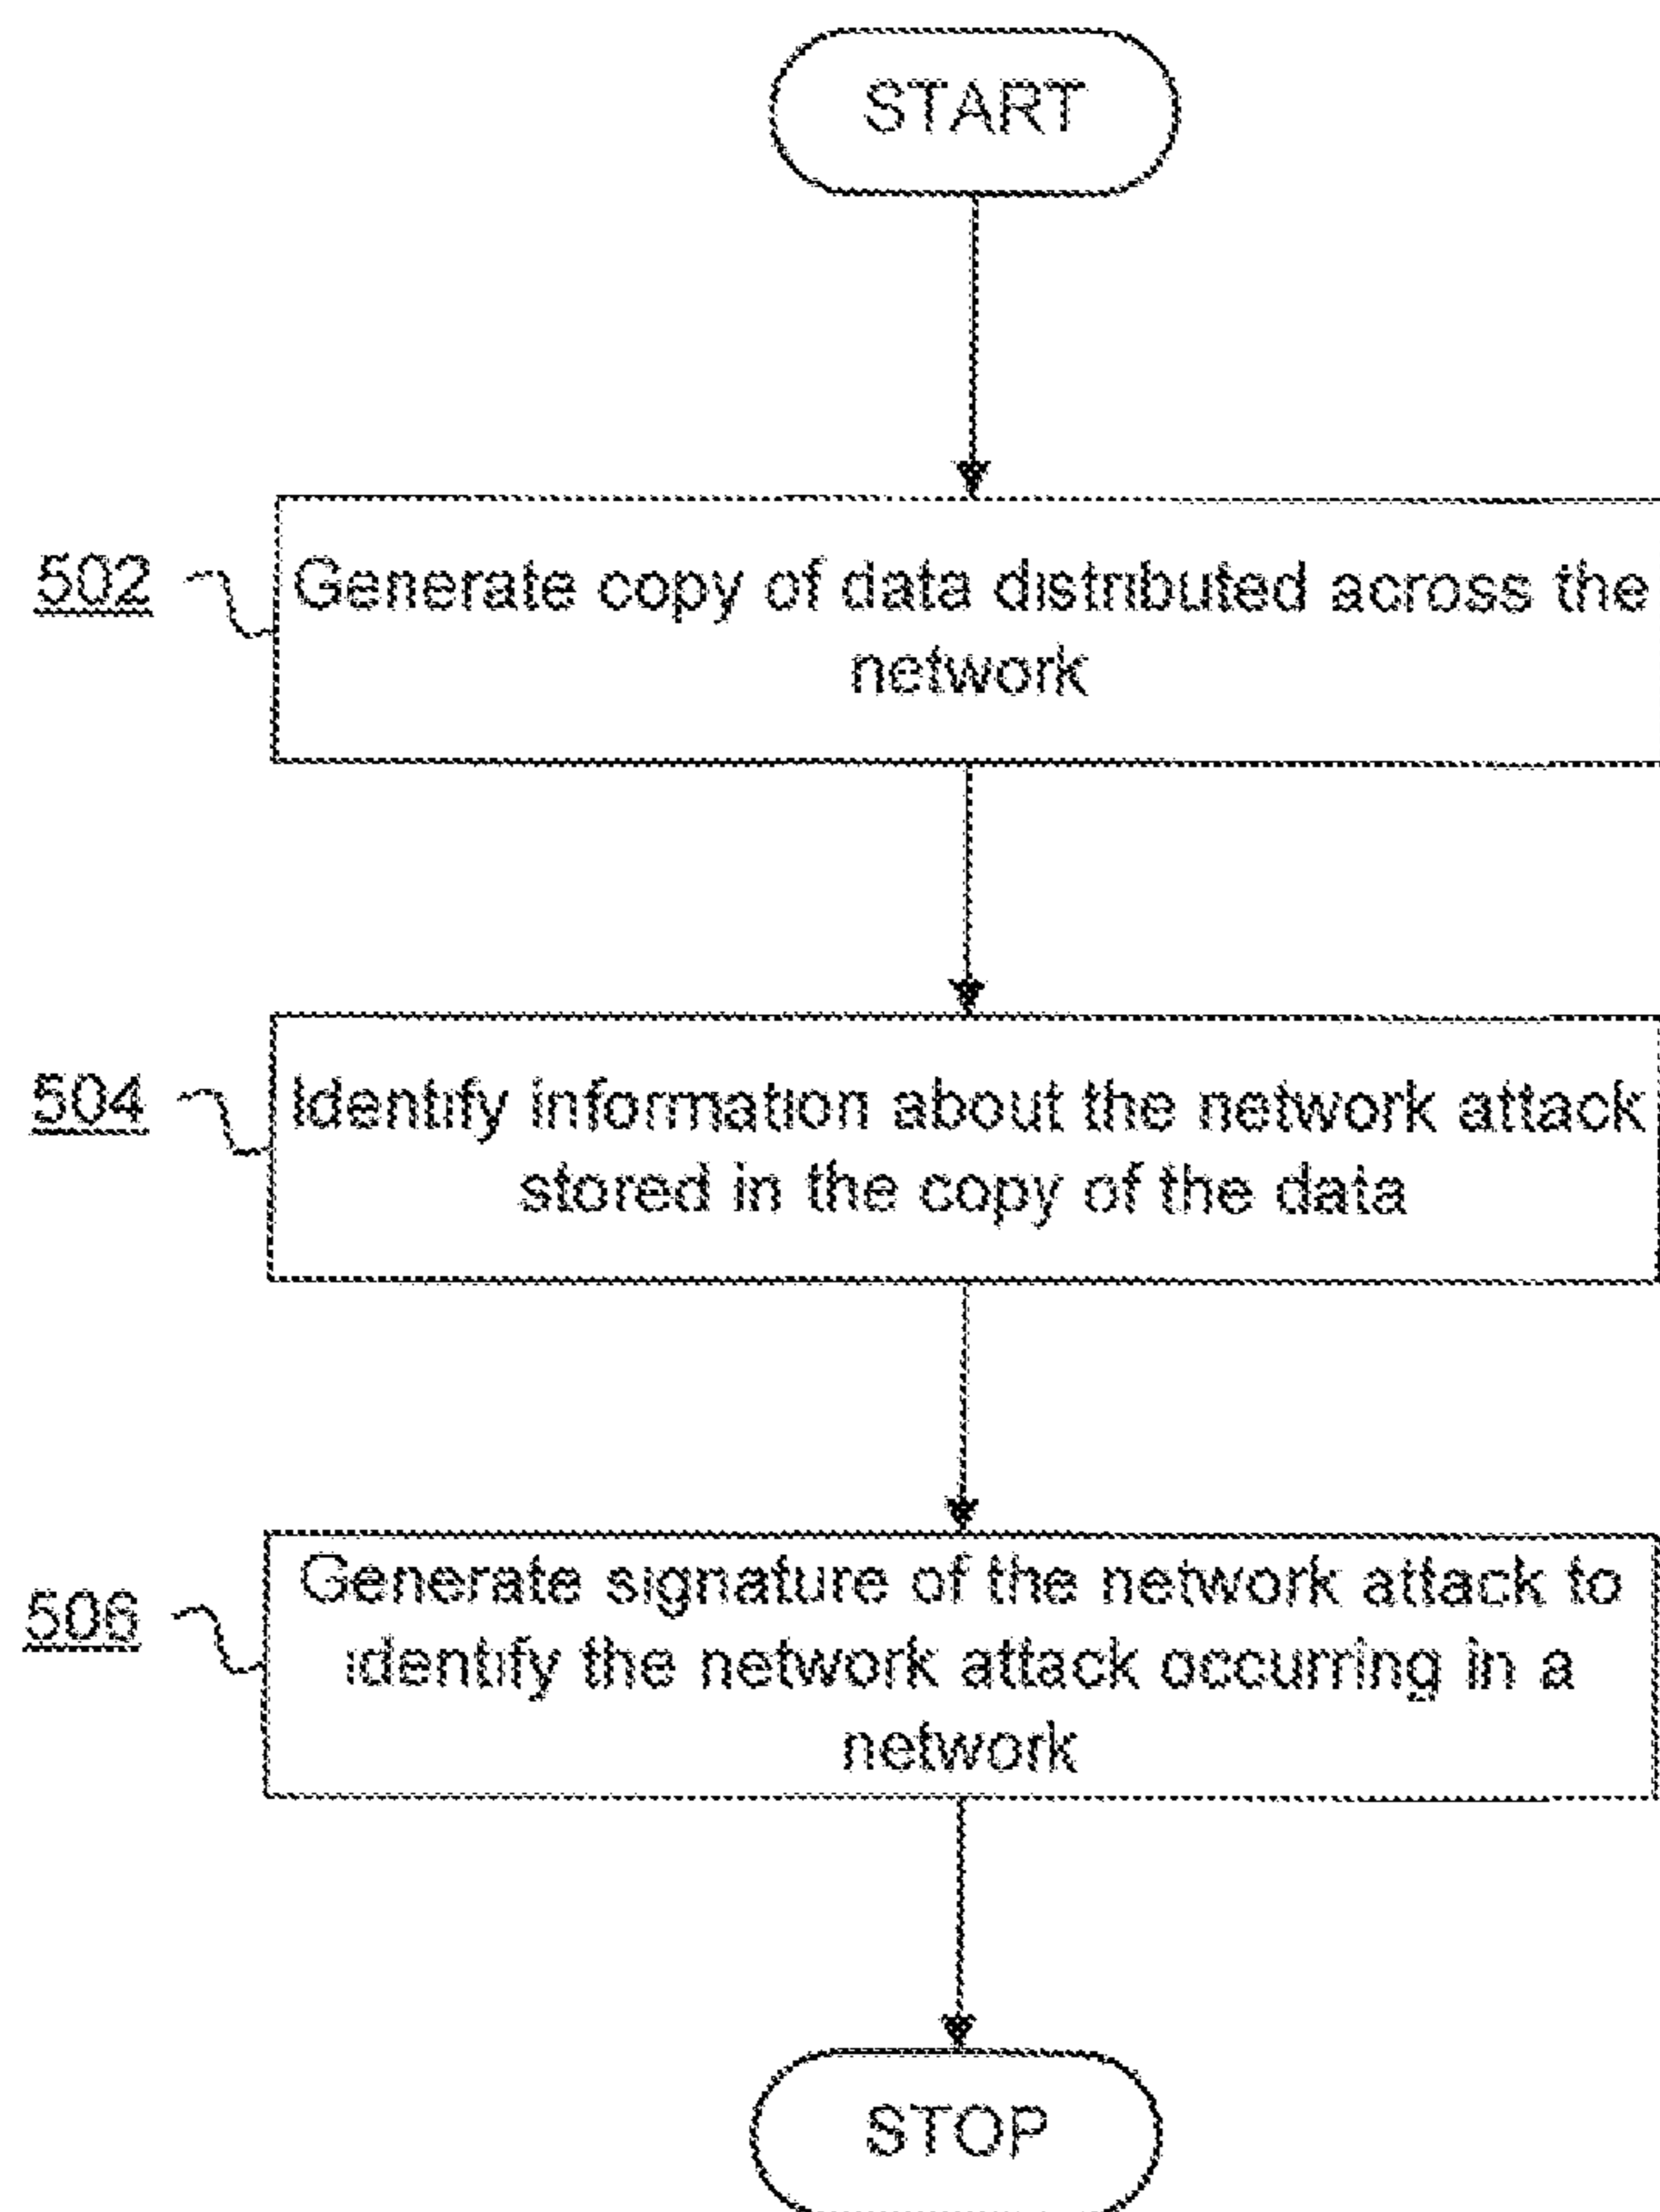 START
502
Generate copy of data distributed across the
network
504
Identify information about the network attack
stored in the copy of the data
506
Generate signature of the network attack to
identify the network attack occurring in a
network
STOP